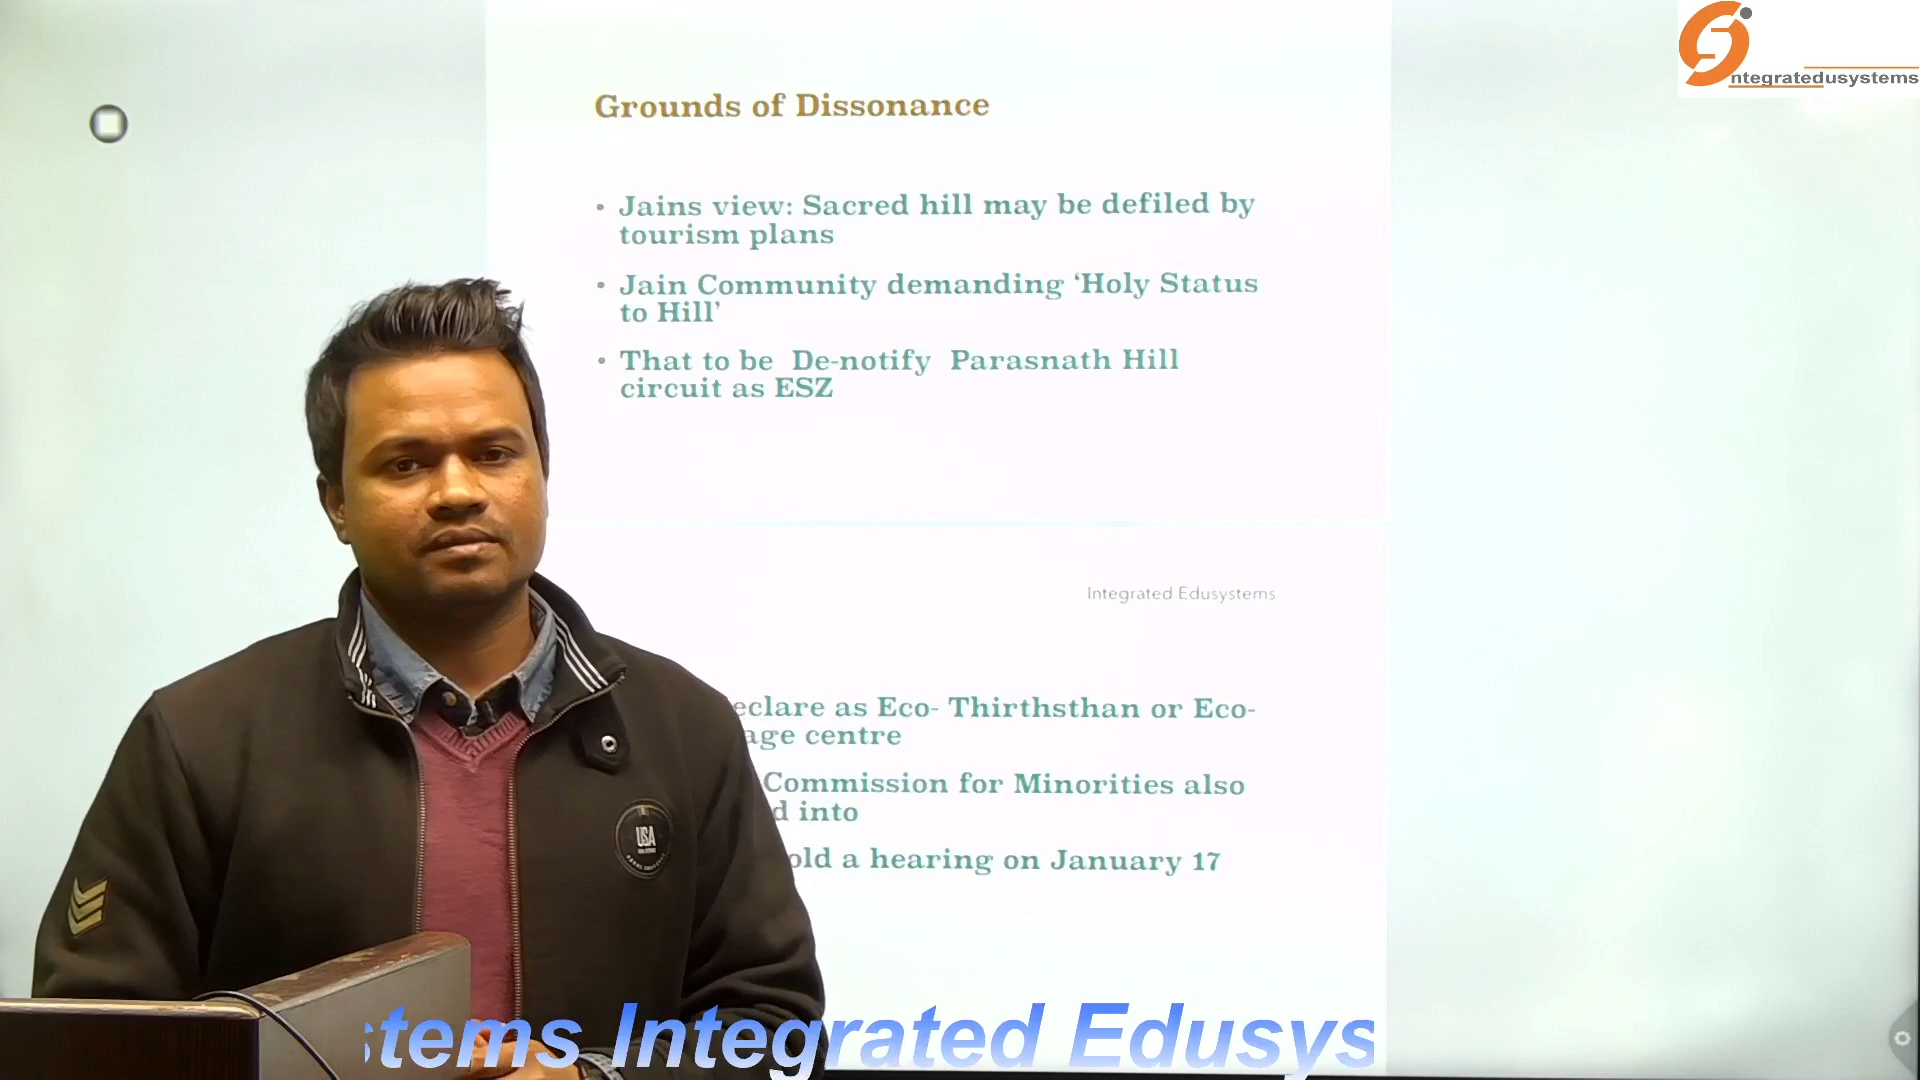 ntegratedusystems
Grounds of Dissonance
• Jains view: Sacred hill may be defiled by
tourism plans
• Jain Community demanding ‘Holy Status
to Hill’
• That to be De-notify Parasnath Hill
circuit as ESZ
Integrated Edusystems
eclare as Eco- Thirthsthan or Eco-
age centre
Commission for Minorities also
d into
old a hearing on January 17
USA
stems Integrated Edusys